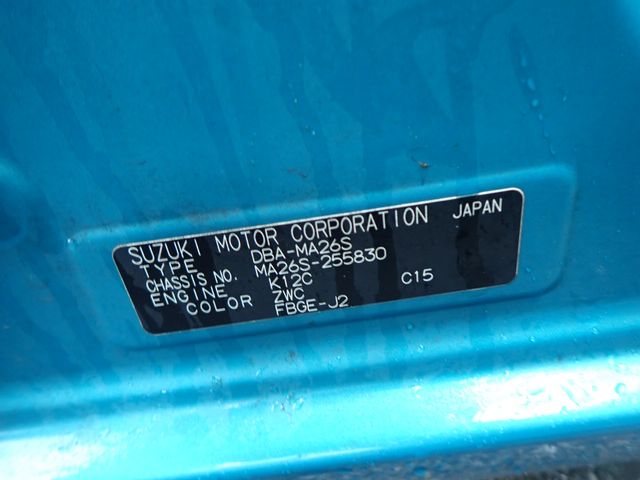 SUZUKI MOTOR CORPORATION JAPAN
TYPE DBA-MA26S
CHASSIS NO. MA26S-255830
ENGINE K12C C15
COLOR ZWC
FBGE-J2